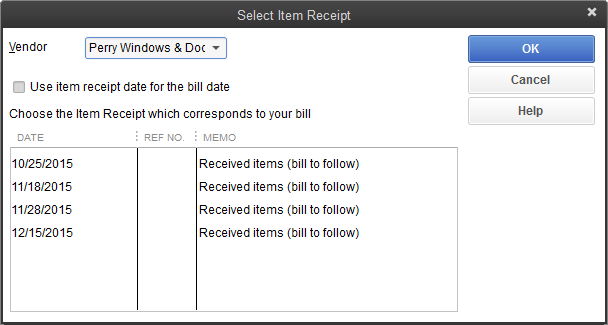 Select Item Receipt
Vendor
Perry Windows & Doc
OK
Use item receipt date for the bill date
Cancel
Choose the Item Receipt which corresponds to your bill
Help
DATE REF NO. MEMO
10/25/2015 Received items (bill to follow)
11/18/2015 Received items (bill to follow)
11/28/2015 Received items (bill to follow)
12/15/2015 Received items (bill to follow)